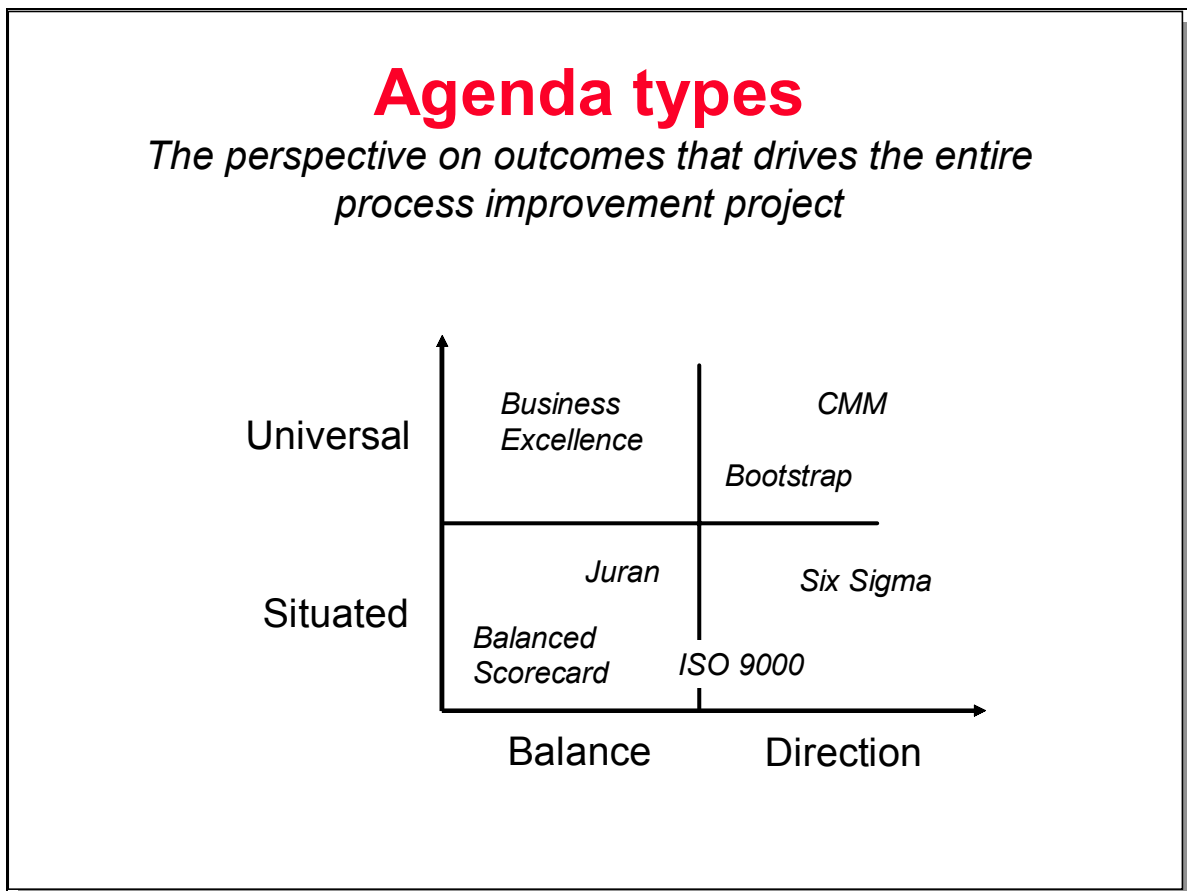 Agenda types
The perspective on outcomes that drives the entire
process improvement project
Universal
Business
Excellence
CMM
Bootstrap
Situated
Juran
Six Sigma
Balanced
Scorecard
ISO 9000
Balance
Direction